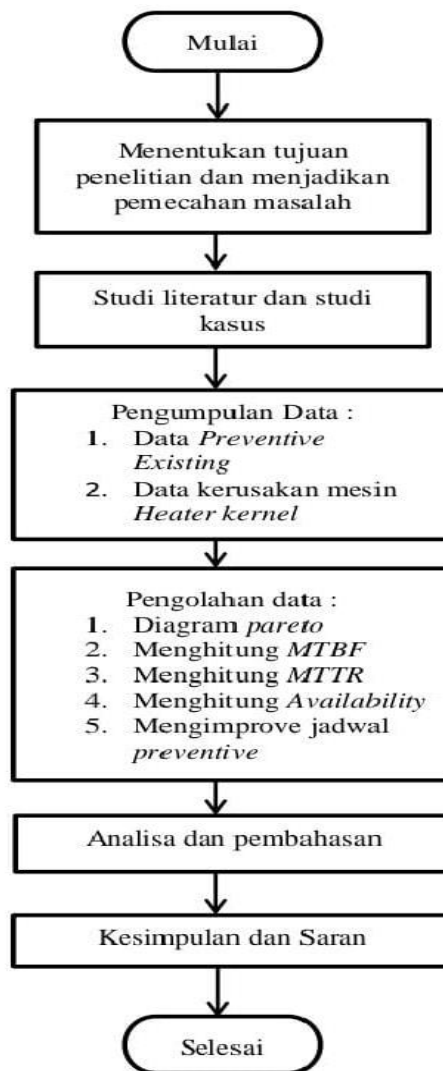 Mulai
Menentukan tujuan
penelitian dan menjadikan
pemecahan masalah
Studi literatur dan studi
kasus
Pengumpulan Data :
1. Data Preventive
Existing
2. Data kerusakan mesin
Heater kernel
Pengolahan data :
1. Diagram pareto
2. Menghitung MTBF
3. Menghitung MTTR
4. Menghitung Availability
5. Mengimprove jadwal
preventive
Analisa dan pembahasan
Kesimpulan dan Saran
Selesai